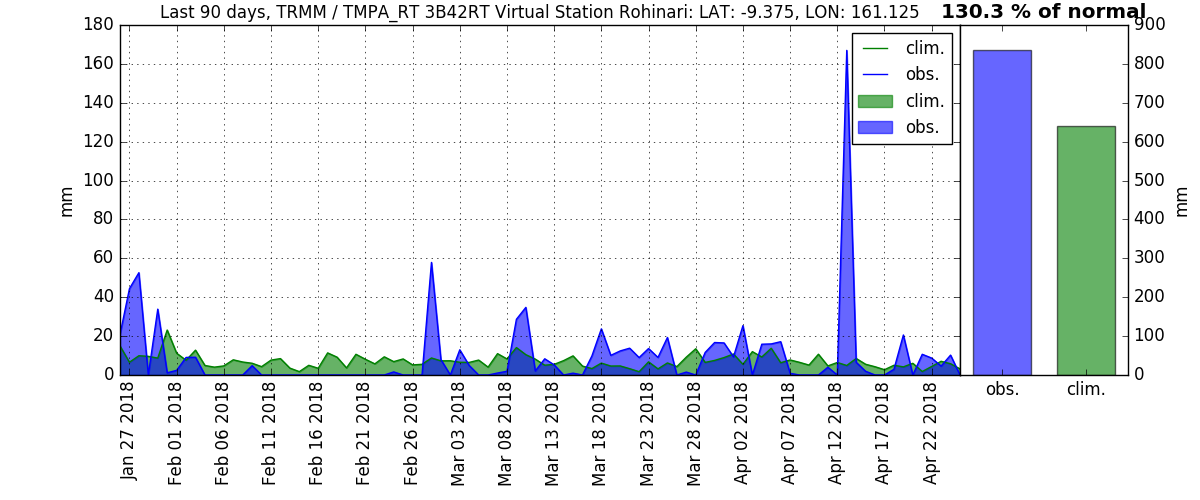 Last 90 days, TRMM / TMPA_RT 3B42RT Virtual Station Rohinari: LAT: -9.375, LON: 161.125
130.3 % of normal
180
160
140
120
100
80
60
40
20
0
mm
clim.
obs.
clim.
obs.
Jan 27 2018
Feb 01 2018
Feb 06 2018
Feb 11 2018
Feb 16 2018
Feb 21 2018
Feb 26 2018
Mar 03 2018
Mar 08 2018
Mar 13 2018
Mar 18 2018
Mar 23 2018
Mar 28 2018
Apr 02 2018
Apr 07 2018
Apr 12 2018
Apr 17 2018
Apr 22 2018
900
800
700
600
500
400
300
200
100
0
mm
obs.
clim.